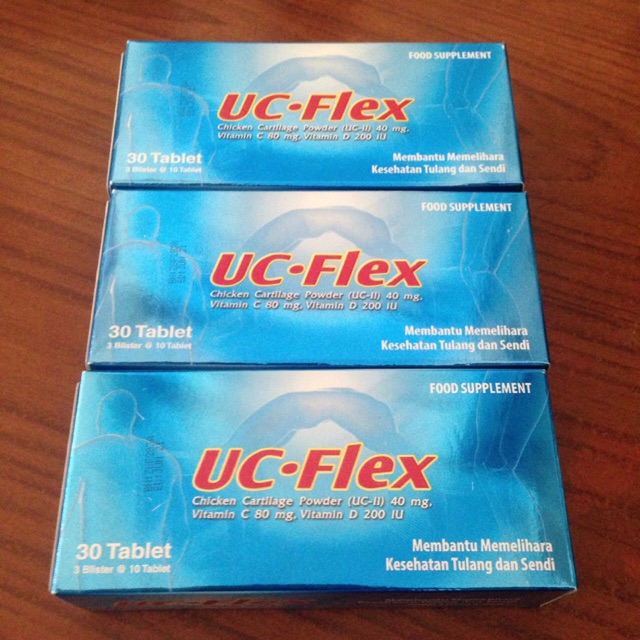 FOOD SUPPLEMENT
UC·Flex
Chicken Cartilage Powder (UC-II) 40 mg,
Vitamin C 80 mg, Vitamin D 200 IU
30 Tablet
3 Blister @ 10 Tablet
Membantu Memelihara
Kesehatan Tulang dan Sendi
FOOD SUPPLEMENT
UC·Flex
Chicken Cartilage Powder (UC-II) 40 mg,
Vitamin C 80 mg, Vitamin D 200 IU
30 Tablet
3 Blister @ 10 Tablet
Membantu Memelihara
Kesehatan Tulang dan Sendi
FOOD SUPPLEMENT
UC·Flex
Chicken Cartilage Powder (UC-II) 40 mg,
Vitamin C 80 mg, Vitamin D 200 IU
30 Tablet
3 Blister @ 10 Tablet
Membantu Memelihara
Kesehatan Tulang dan Sendi